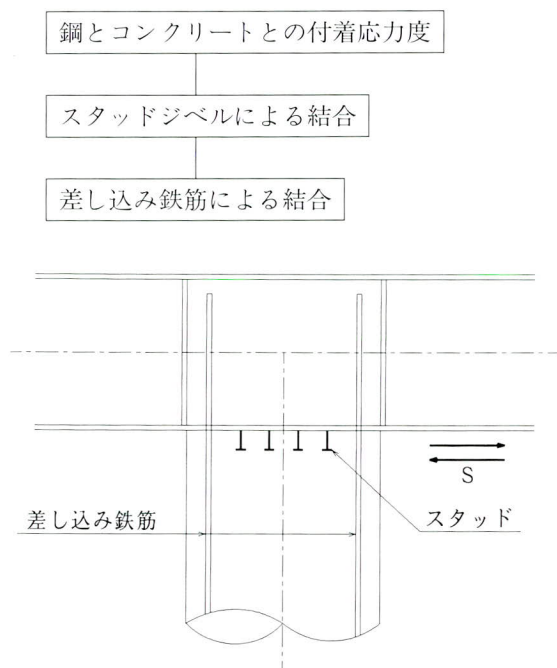 鋼とコンクリートとの付着応力度
スタッドジベルによる結合
差し込み鉄筋による結合
S
差し込み鉄筋
スタッド